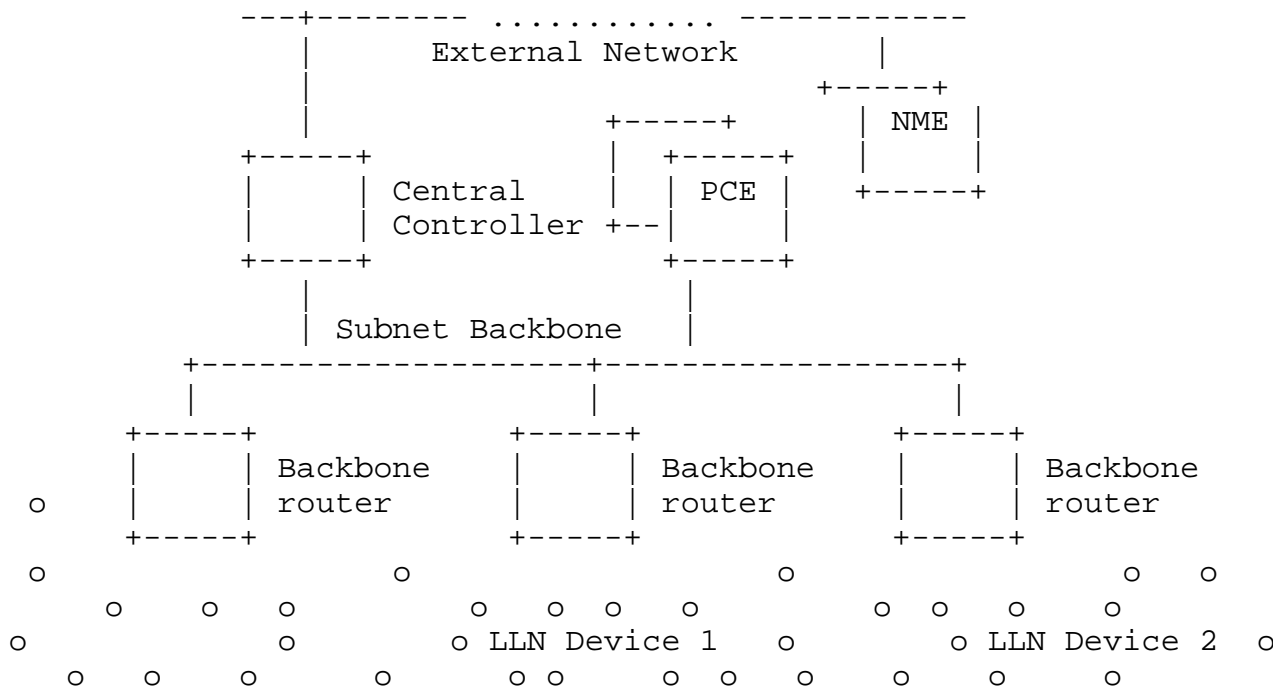 External Network
NME
Central PCE
Controller
Subnet Backbone
Backbone Backbone Backbone
router router router
LLN Device 1 LLN Device 2